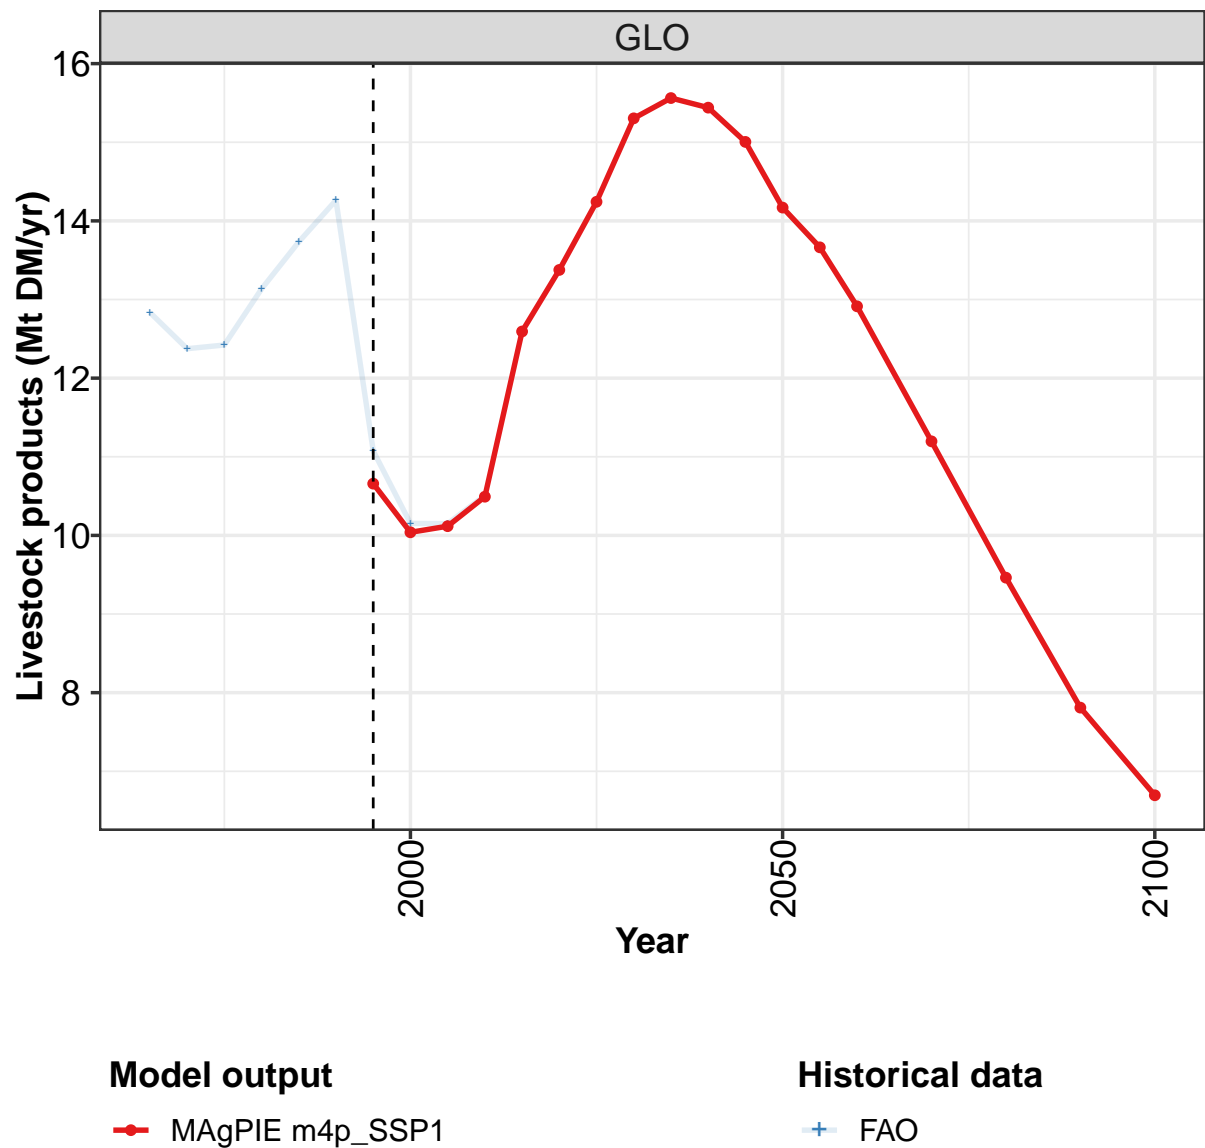 GLO
Livestock products (Mt DM/yr)
16
14
12
10
8
2000
2050
2100
Year
Model output
Historical data
MAgPIE m4p_SSP1
FAO